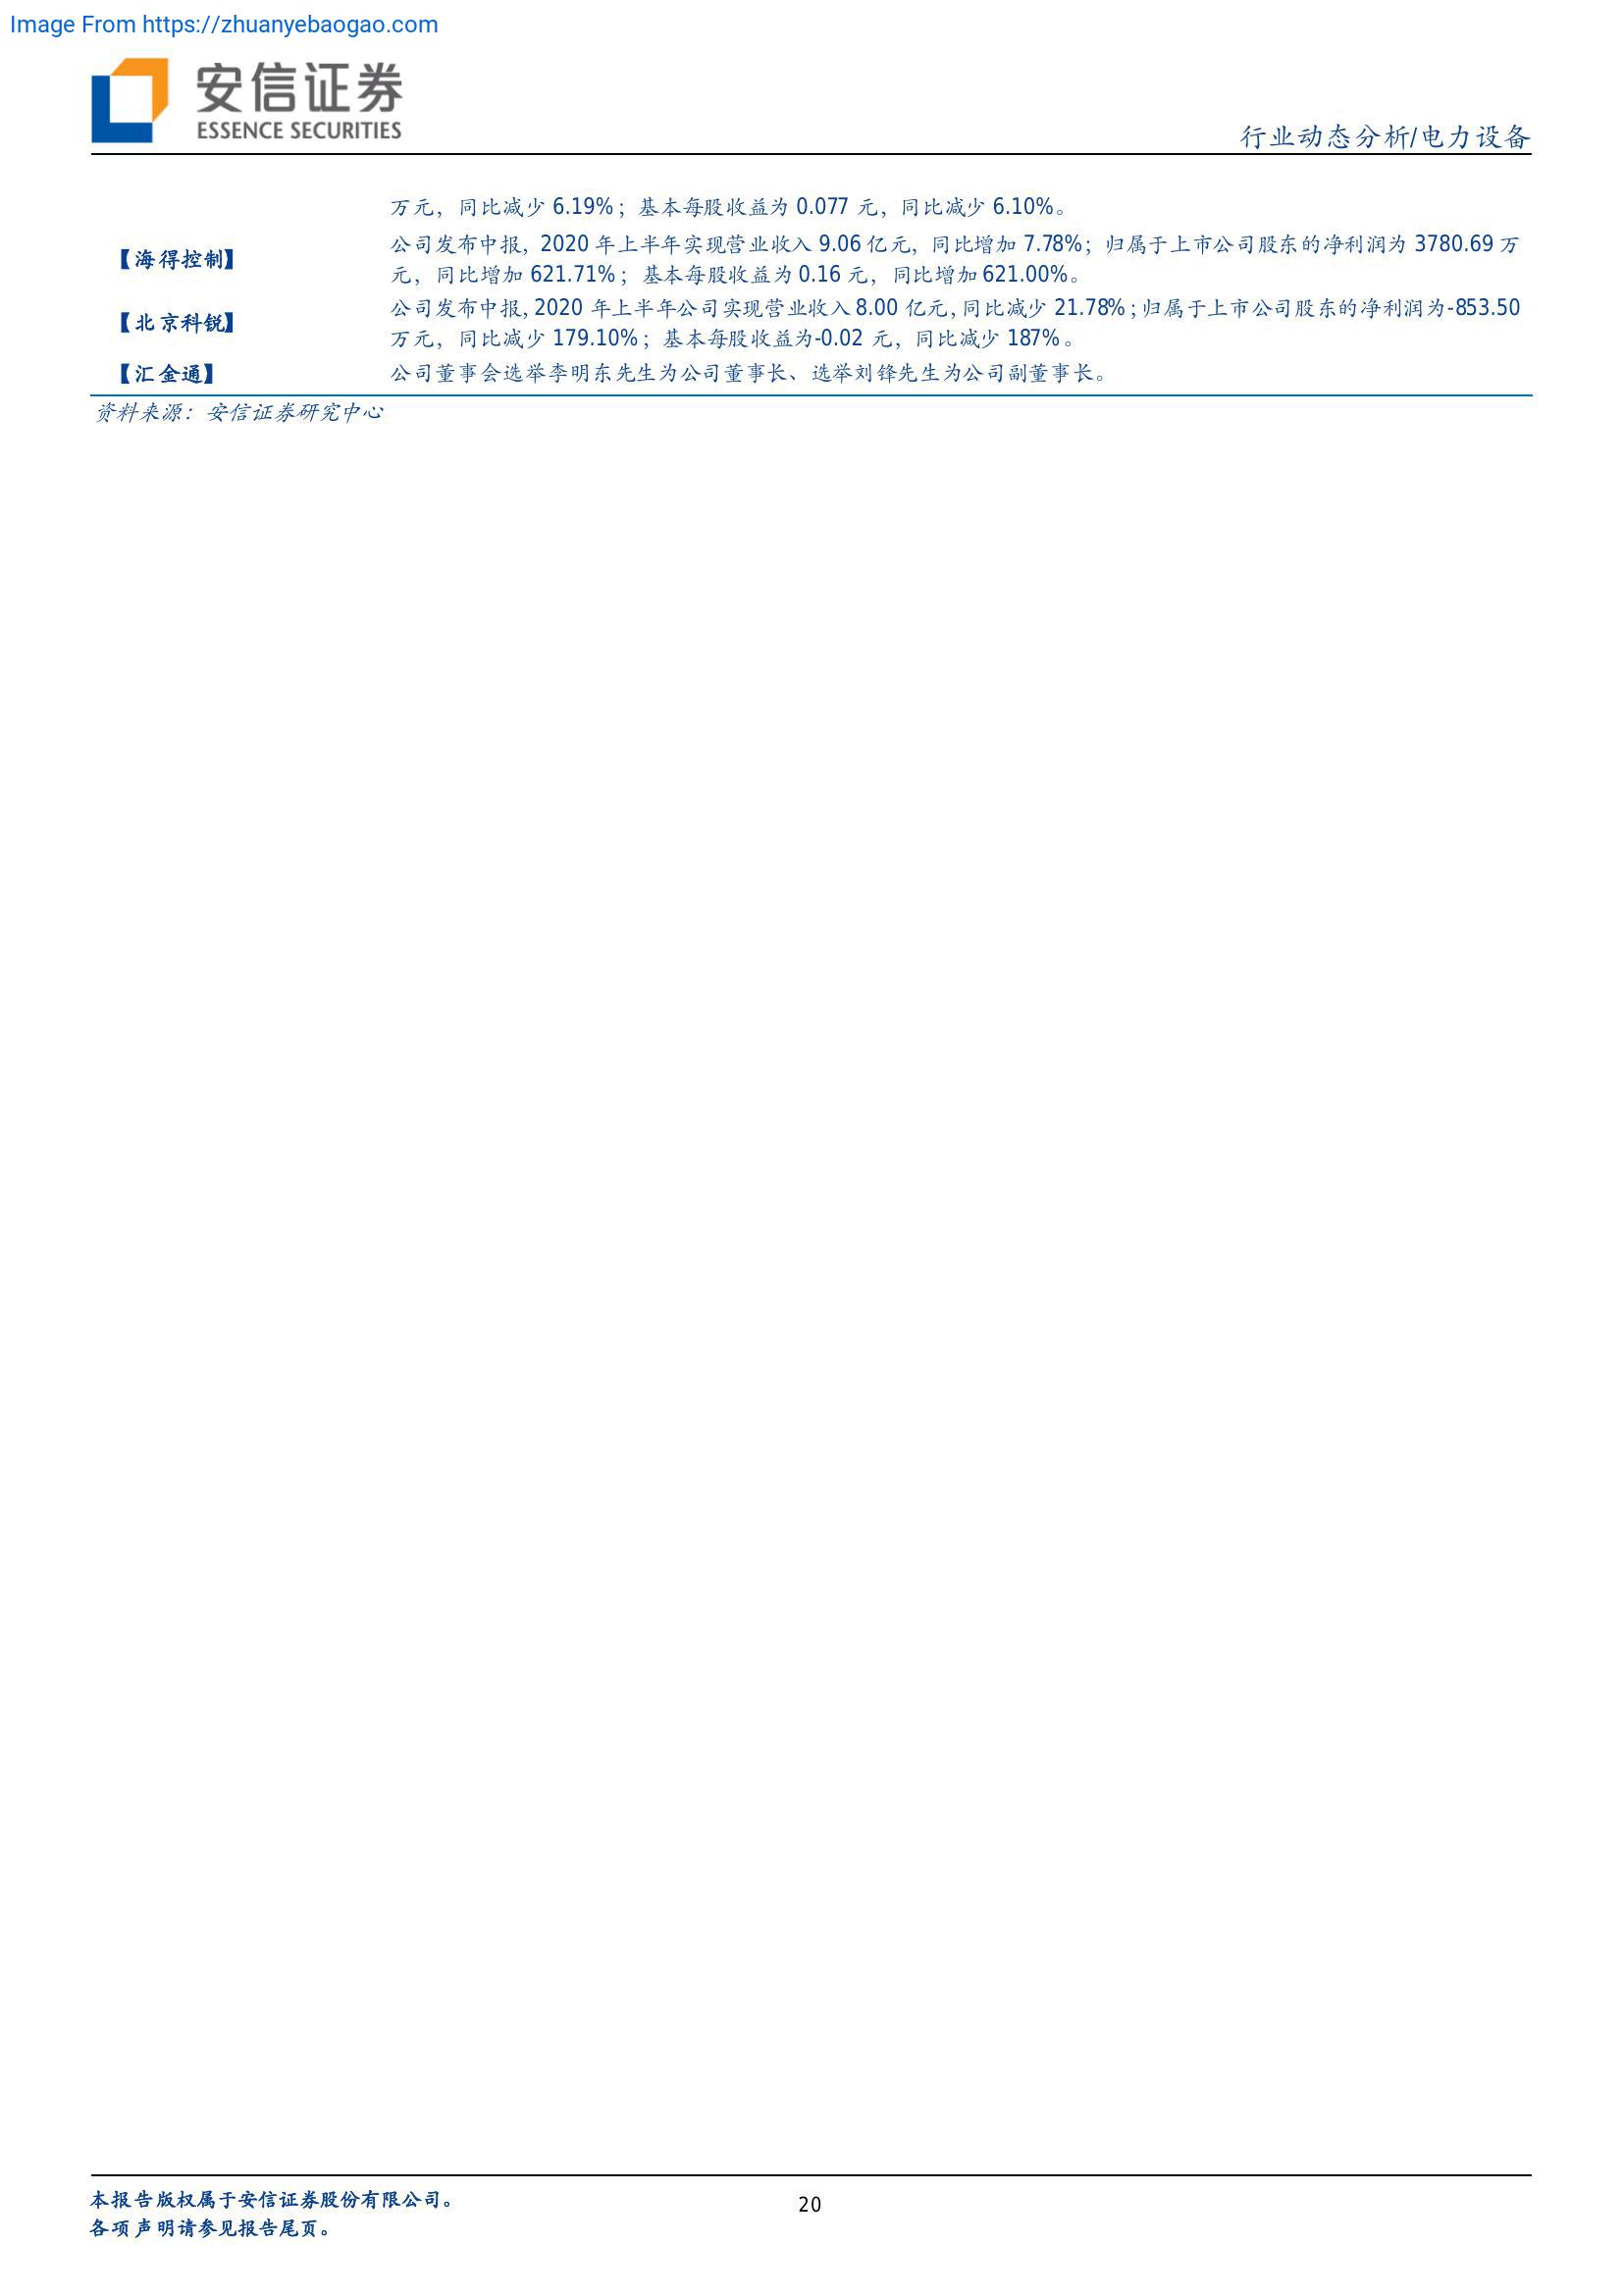 Image From https://zhuanyebaogao.com
安信证券
ESSENCE SECURITIES
行业动态分析/电力设备
万元，同比减少 6.19%；基本每股收益为 0.077 元，同比减少 6.10%。
【海得控制】
公司发布中报，2020 年上半年实现营业收入 9.06 亿元，同比增加 7.78%；归属于上市公司股东的净利润为 3780.69 万
元，同比增加 621.71%；基本每股收益为 0.16 元，同比增加 621.00%。
【北京科锐】
公司发布中报，2020 年上半年公司实现营业收入 8.00 亿元，同比减少 21.78%；归属于上市公司股东的净利润为-853.50
万元，同比减少 179.10%；基本每股收益为-0.02 元，同比减少 187%。
【汇金通】
公司董事会选举李明东先生为公司董事长、选举刘锋先生为公司副董事长。
资料来源：安信证券研究中心
本报告版权属于安信证券股份有限公司。
20
各项声明请参见报告尾页。